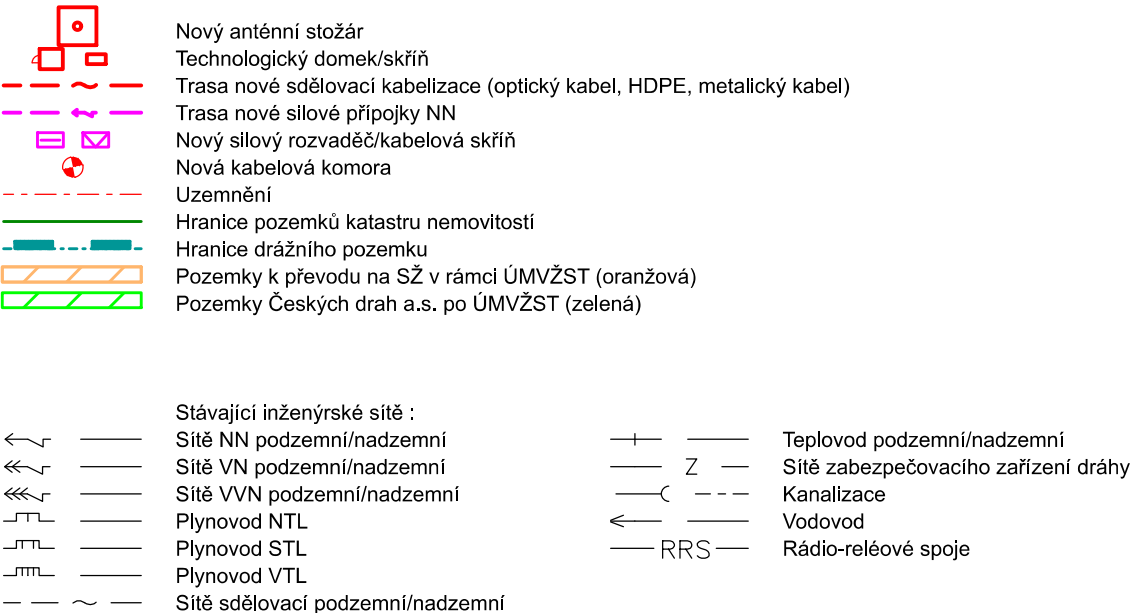 Nový anténní stožár
Technologický domek/skříň
Trasa nové sdělovací kabelizace (optický kabel, HDPE, metalický kabel)
Trasa nové silové přípojky NN
Nový silový rozvaděč/kabelová skříň
Nová kabelová komora
Uzemnění
Hranice pozemků katastru nemovitostí
Hranice drážního pozemku
Pozemky k převodu na SŽ v rámci ÚMVŽST (oranžová)
Pozemky Českých drah a.s. po ÚMVŽST (zelená)
Stávající inženýrské sítě :
Sítě NN podzemní/nadzemní
Sítě VN podzemní/nadzemní
Sítě VVN podzemní/nadzemní
Plynovod NTL
Plynovod STL
Plynovod VTL
Sítě sdělovací podzemní/nadzemní
Teplovod podzemní/nadzemní
Z Sítě zabezpečovacího zařízení dráhy
Kanalizace
Vodovod
RRS Rádio-reléové spoje